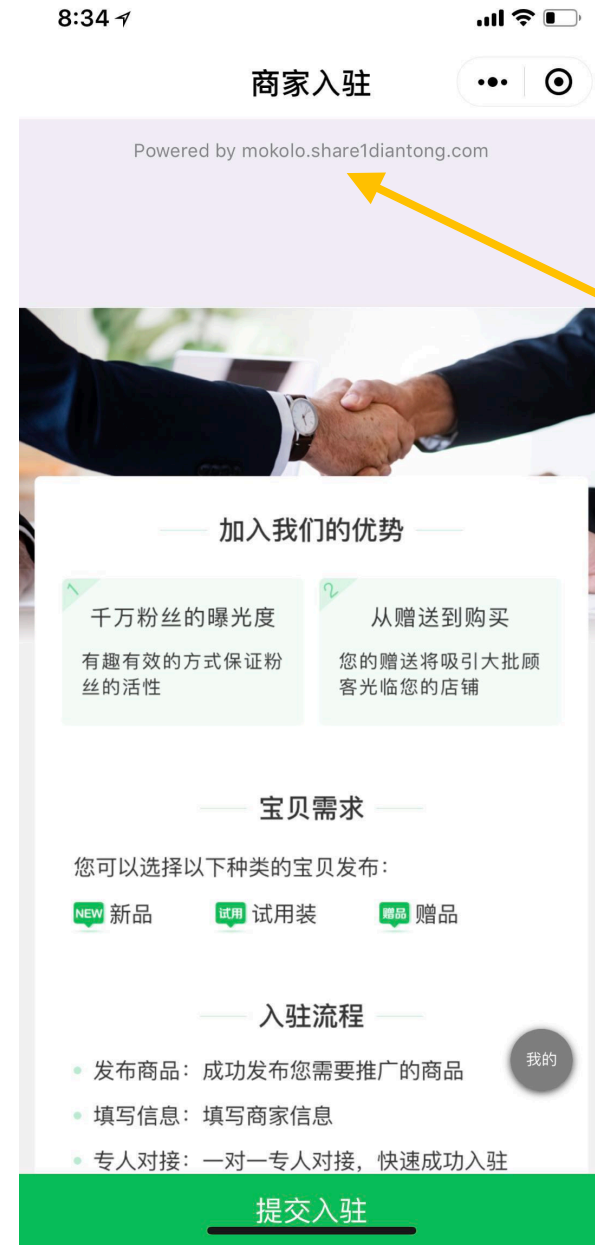 8:34
商家入驻
Powered by mokolo.share1diantong.com
加入我们的优势
1
千万粉丝的曝光度
有趣有效的方式保证粉
丝的活性
2
从赠送到购买
您的赠送将吸引大批顾
客光临您的店铺
宝贝需求
您可以选择以下种类的宝贝发布：
NEW 新品 试用 试用装 赠品 赠品
入驻流程
发布商品：成功发布您需要推广的商品
我的
填写信息：填写商家信息
专人对接：一对一专人对接，快速成功入驻
提交入驻